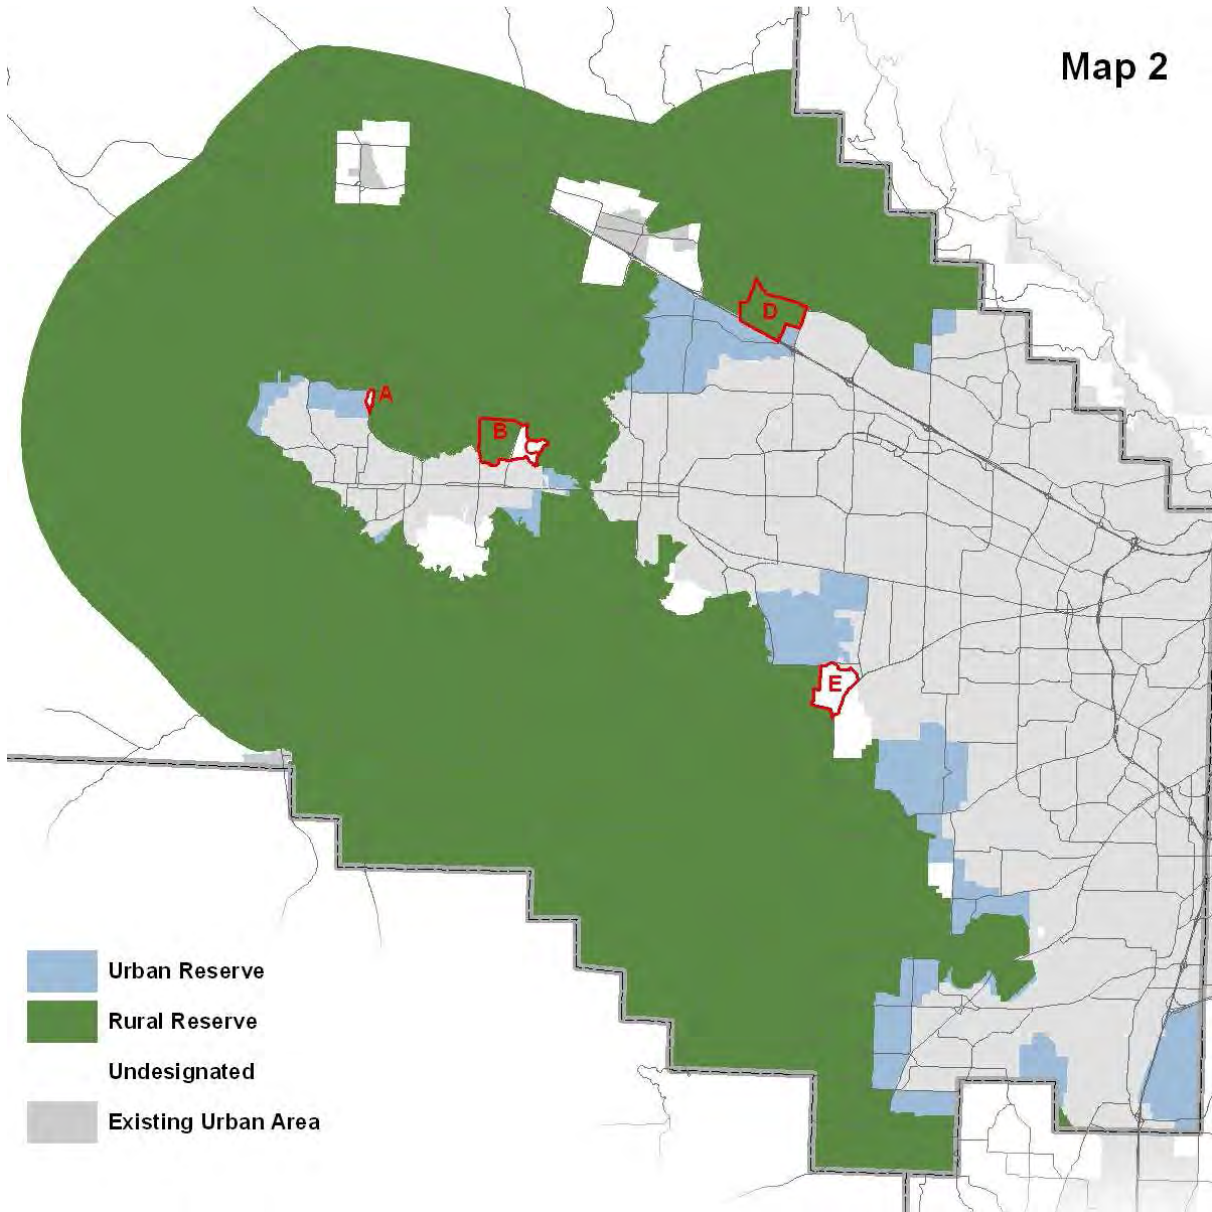 Map 2
D
A
B
C
E
Urban Reserve
Rural Reserve
Undesignated
Existing Urban Area